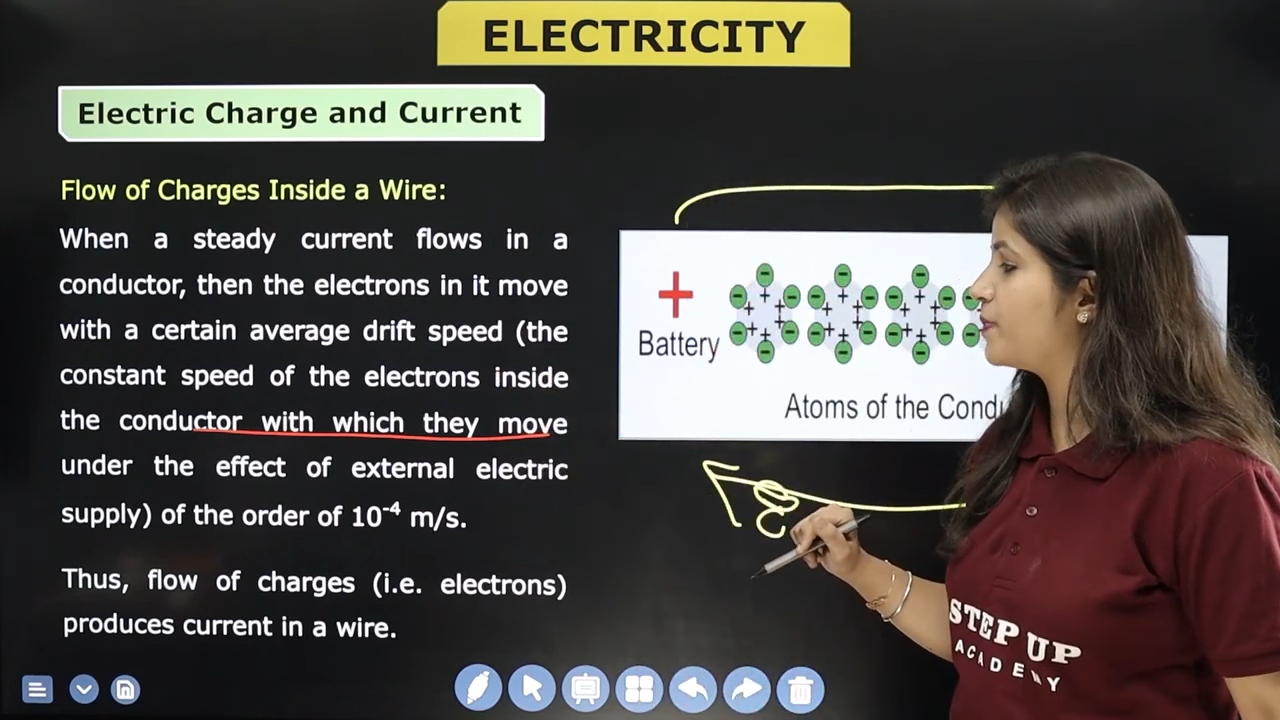 ELECTRICITY
Electric Charge and Current
Flow of Charges Inside a Wire:
When a steady current flows in a
conductor, then the electrons in it move
with a certain average drift speed (the
constant speed of the electrons inside
the conductor with which they move
under the effect of external electric
supply) of the order of 10⁻⁴ m/s.
Thus, flow of charges (i.e. electrons)
produces current in a wire.
+
Battery
Atoms of the
STEP UP
ACADEMY